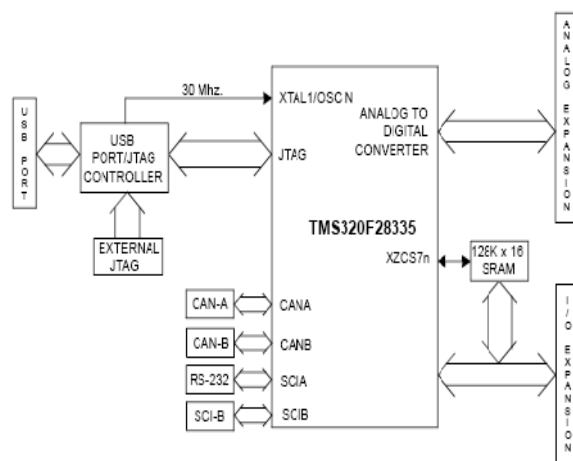 USB PORT
30 Mhz.
USB
PORT/JTAG
CONTROLLER
EXTERNAL
JTAG
XTAL1/OSCIN
JTAG
ANALOG TO
DIGITAL
CONVERTER
TMS320F28335
XZCS7n
128K x 16
SRAM
CAN-A
CANA
CAN-B
CANB
RS-232
SCIA
SCI-B
SCIB
ANALOG EXPANSION
I/O EXPANSION